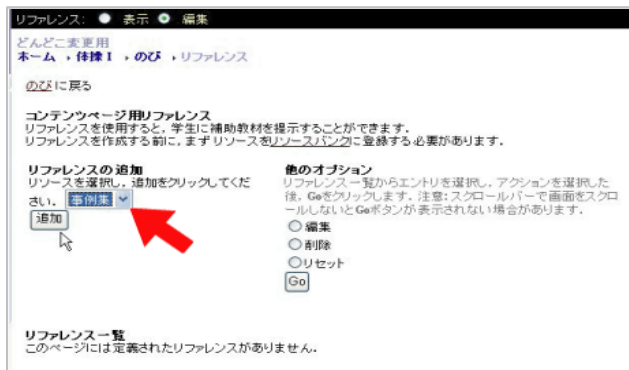 リファレンス: 表示 編集
どんどこ変更用
ホーム , 体操 I , のび , リファレンス
のびに戻る
コンテンツページ用リファレンス
リファレンスを使用すると, 学生に補助教材を提示することができます.
リファレンスを作成する前に, まずリソースをリソースバンクに登録する必要があります.
リファレンスの追加
リソースを選択し, 追加をクリックしてくだ
さい. 事例集
追加
他のオプション
リファレンス一覧からエントリを選択し, アクションを選択した
後, Goをクリックします. 注意: スクロールバーで画面をスクロ
ールしないとGoボタンが表示されない場合があります.
編集
削除
リセット
Go
リファレンス一覧
このページには定義されたリファレンスがありません.